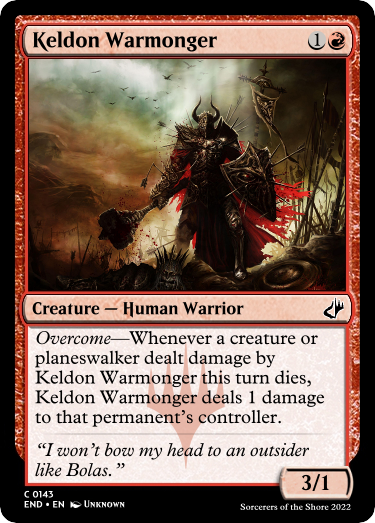 Keldon Warmonger 1
Creature — Human Warrior
Overcome—Whenever a creature or
planeswalker dealt damage by
Keldon Warmonger this turn dies,
Keldon Warmonger deals 1 damage
to that permanent's controller.
“I won't bow my head to an outsider
like Bolas.”
3/1
C 0143
END • EN Unknown
Sorcerers of the Shore 2022